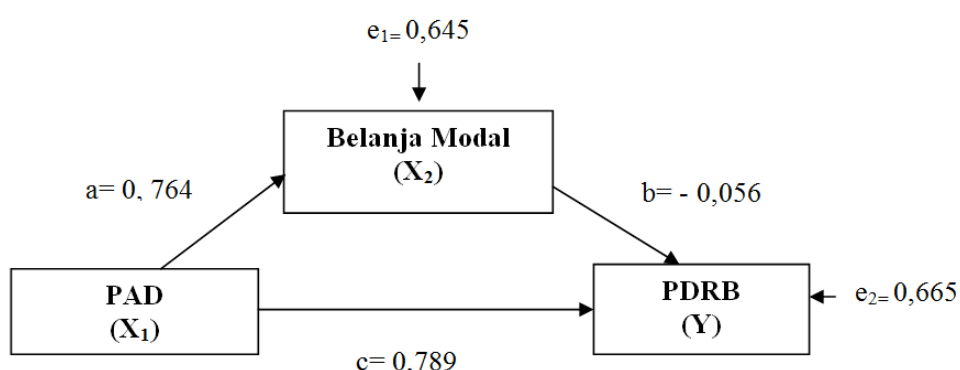 e₁₌ 0,645
Belanja Modal
(X₂)
a= 0, 764
b= - 0,056
PAD
(X₁)
PDRB
(Y)
e₂₌ 0,665
c= 0,789